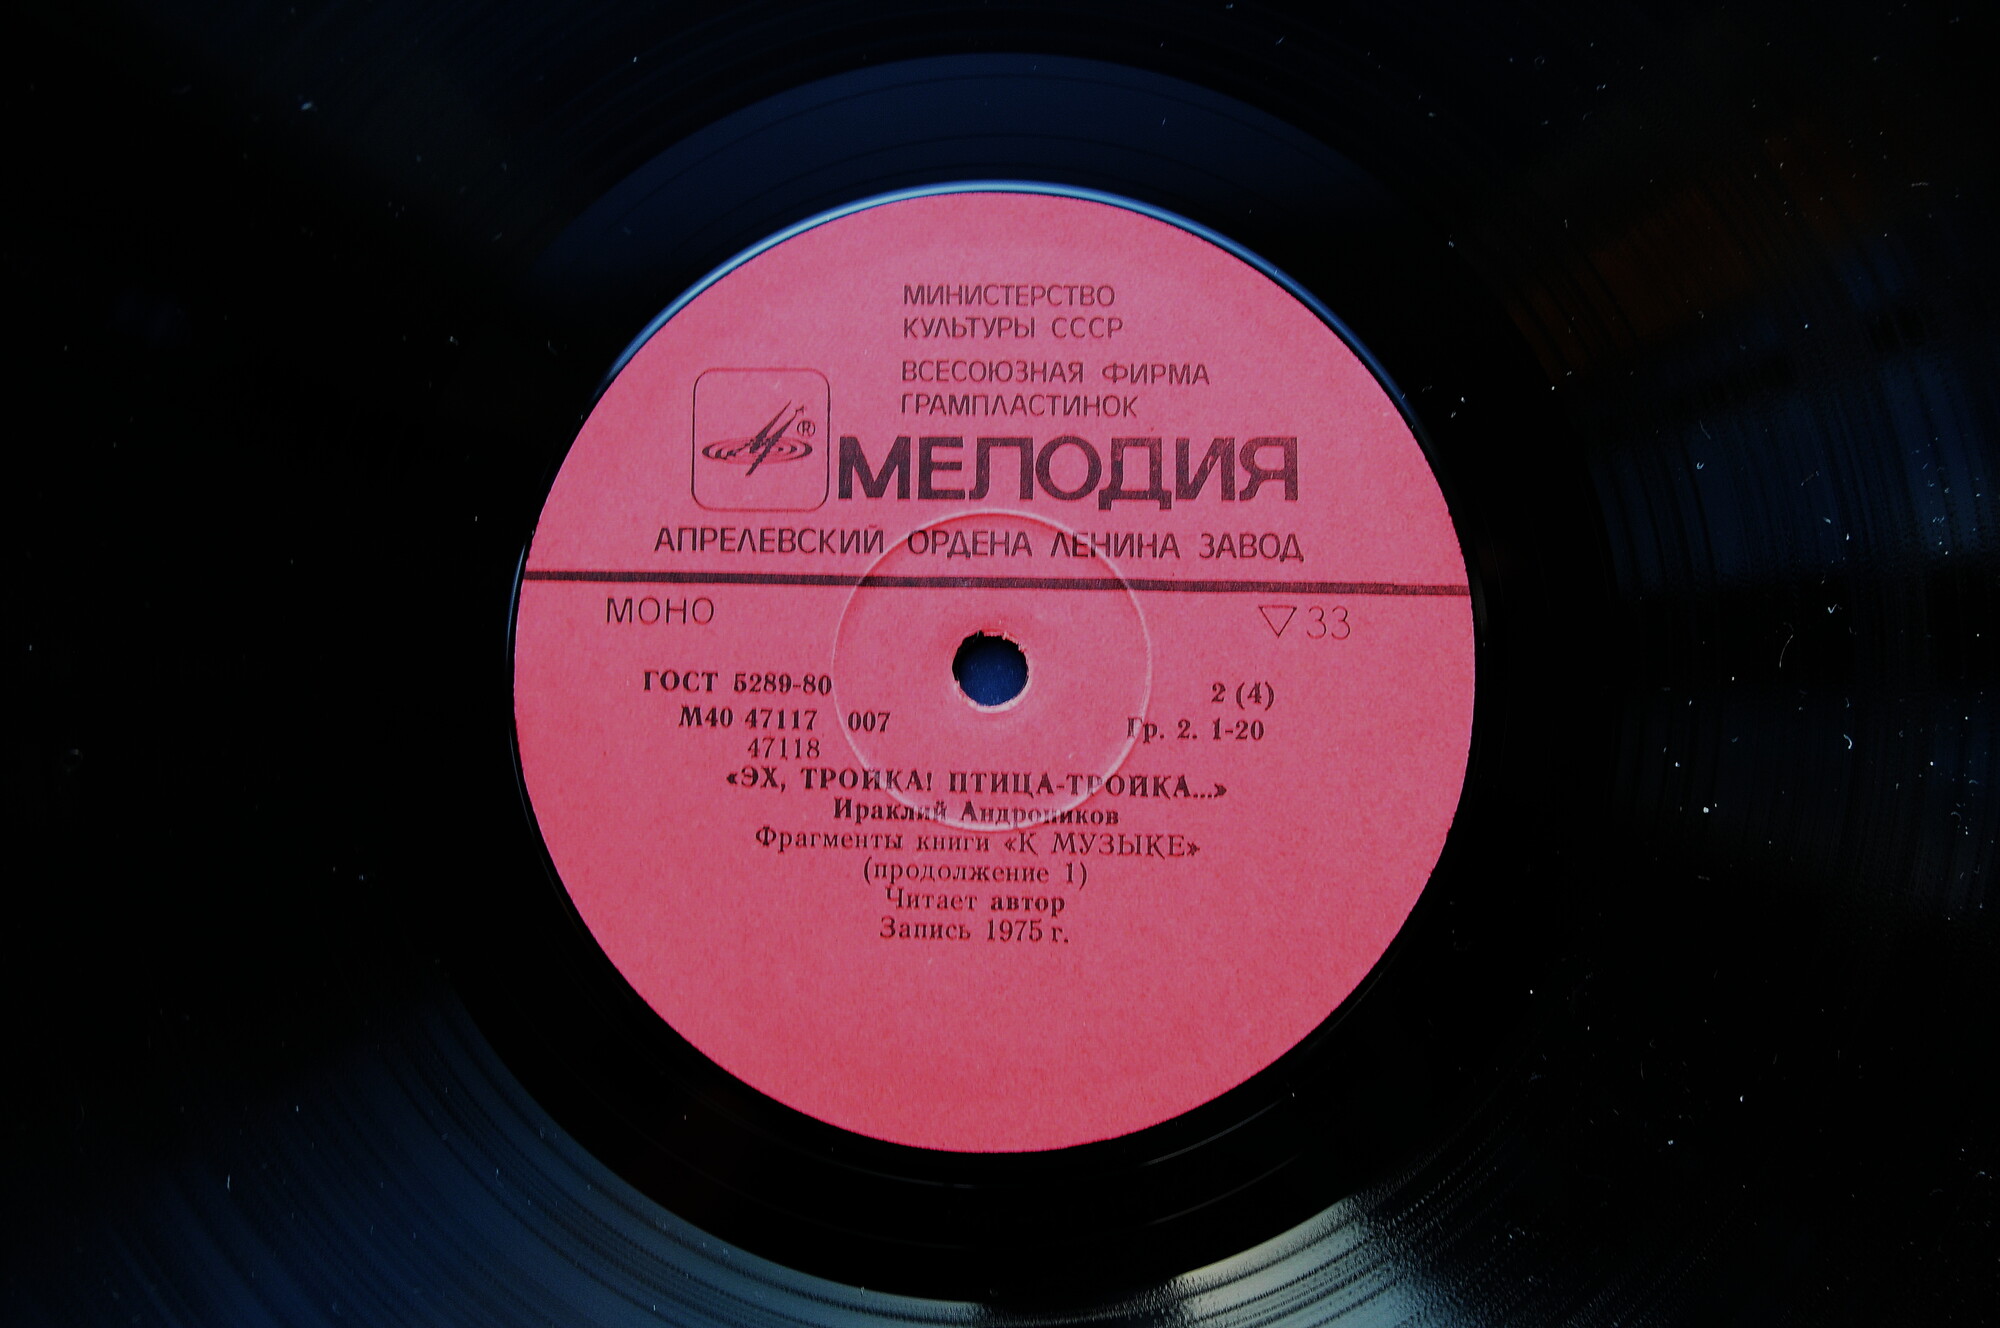 МИНИСТЕРСТВО
КУЛЬТУРЫ СССР
ВСЕСОЮЗНАЯ ФИРМА
ГРАМПЛАСТИНОК
®
МЕЛОДИЯ
АПРЕЛЕВСКИЙ ОРДЕНА ЛЕНИНА ЗАВОД
МОНО ▽33
ГОСТ 5289-80 2 (4)
М40 47117 007 Гр. 2. 1-20
47118
«ЭХ, ТРОЙКА! ПТИЦА-ТРОЙКА...»
Ираклий Андроников
Фрагменты книги «К МУЗЫКЕ»
(продолжение 1)
Читает автор
Запись 1975 г.